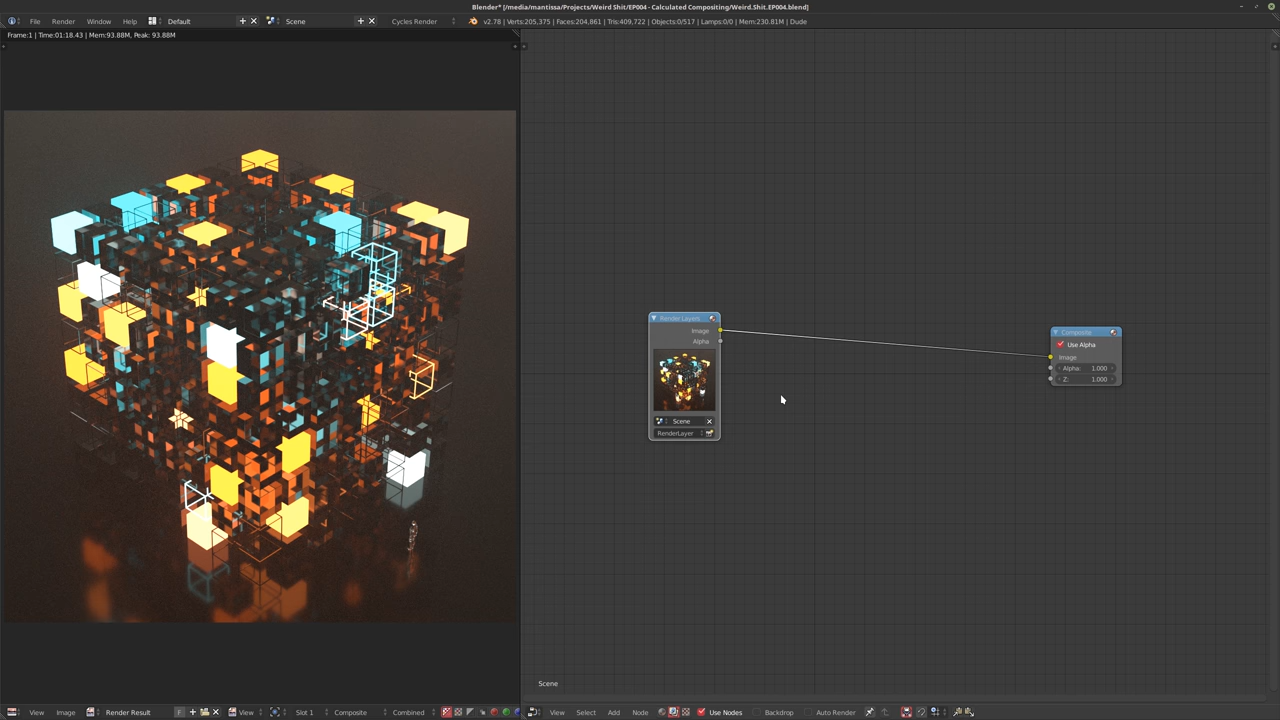 Blender* [/media/mantissa/Projects/Weird Shit/EP004 - Calculated Compositing/Weird.Shit.EP004.blend]
File Render Window Help Default Scene Cycles Render v2.78 | Verts:205,375 | Faces:204,861 | Tris:409,722 | Objects:0/517 | Lamps:0/0 | Mem:230.81M | Dude
Frame:1 | Time:01:18.43 | Mem:93.88M, Peak: 93.88M
Render Layers
Image
Alpha
Scene
RenderLayer
Composite
Use Alpha
Image
Alpha: 1.000
Z: 1.000
Scene
View Image Render Result F View Slot 1 Composite Combined
View Select Add Node Use Nodes Backdrop Auto Render